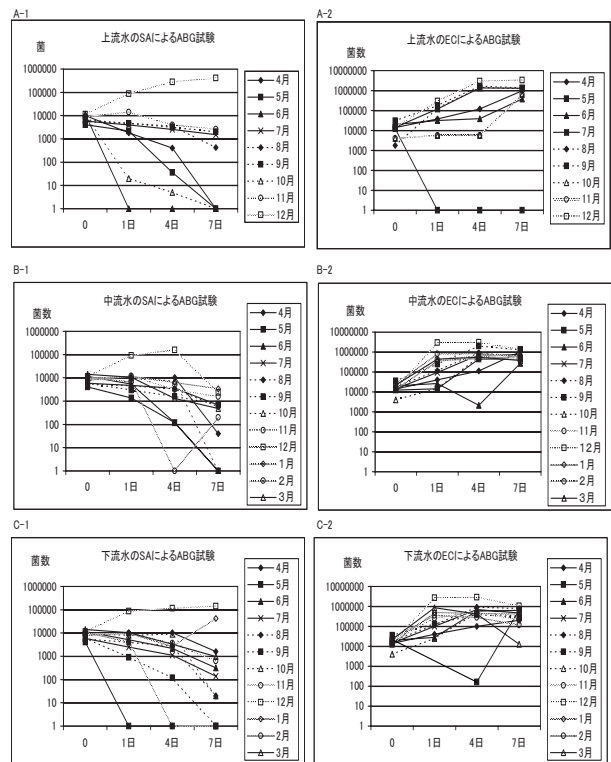 A-1
上流水のSAによるABG試験
菌
1000000
100000
10000
1000
100
10
1
0 1日 4日 7日
4月
5月
6月
7月
8月
9月
10月
11月
12月
A-2
上流水のECによるABG試験
菌数
10000000
1000000
100000
10000
1000
100
10
1
0 1日 4日 7日
4月
5月
6月
7月
8月
9月
10月
11月
12月
B-1
中流水のSAによるABG試験
菌数
1000000
100000
10000
1000
100
10
1
0 1日 4日 7日
4月
5月
6月
7月
8月
9月
10月
11月
12月
1月
2月
3月
B-2
中流水のECによるABG試験
菌数
10000000
1000000
100000
10000
1000
100
10
1
0 1日 4日 7日
4月
5月
6月
7月
8月
9月
10月
11月
12月
1月
2月
3月
C-1
下流水のSAによるABG試験
菌数
1000000
100000
10000
1000
100
10
1
0 1日 4日 7日
4月
5月
6月
7月
8月
9月
10月
11月
12月
1月
2月
3月
C-2
下流水のECによるABG試験
菌数
10000000
1000000
100000
10000
1000
100
10
1
0 1日 4日 7日
4月
5月
6月
7月
8月
9月
10月
11月
12月
1月
2月
3月